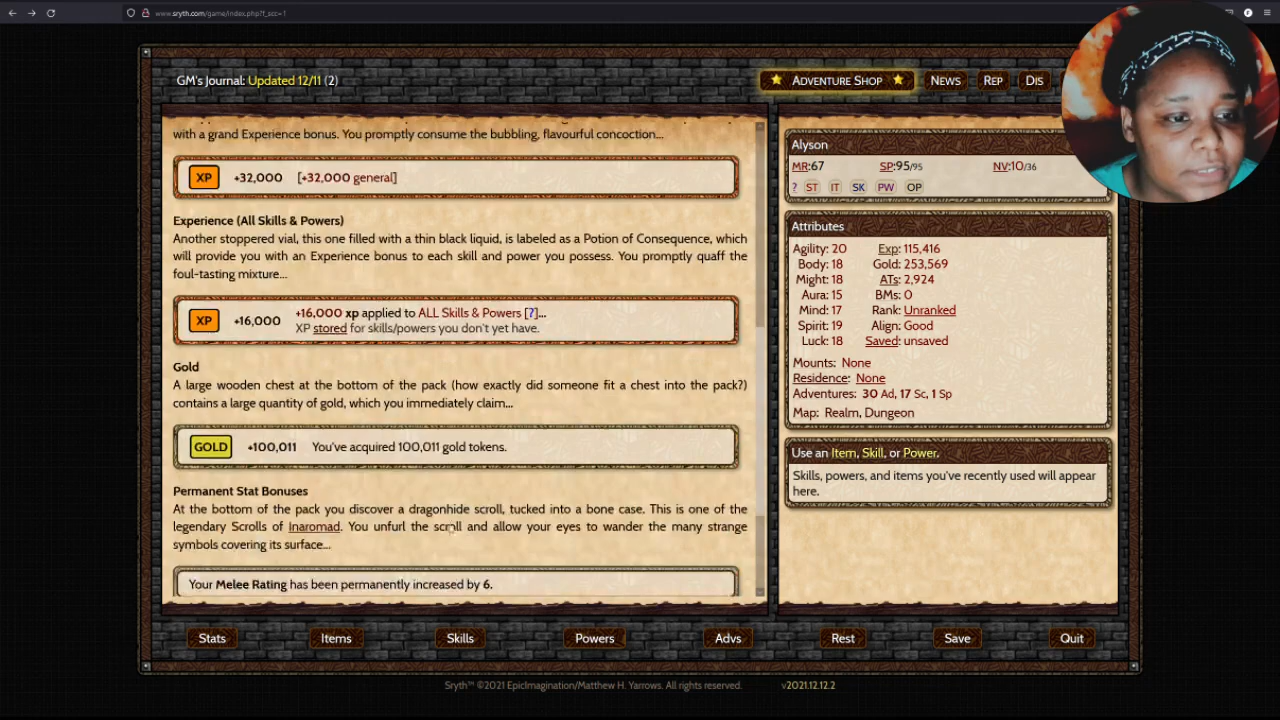 www.sryth.com/game/index.php?f_scc=1
GM's Journal: Updated 12/11 (2)
ADVENTURE SHOP
NEWS
REP
DIS
with a grand Experience bonus. You promptly consume the bubbling, flavourful concoction...
XP +32,000 [+32,000 general]
Experience (All Skills & Powers)
Another stoppered vial, this one filled with a thin black liquid, is labeled as a Potion of Consequence, which
will provide you with an Experience bonus to each skill and power you possess. You promptly quaff the
foul-tasting mixture...
XP +16,000 +16,000 xp applied to ALL Skills & Powers [?]...
XP stored for skills/powers you don't yet have.
Gold
A large wooden chest at the bottom of the pack (how exactly did someone fit a chest into the pack?)
contains a large quantity of gold, which you immediately claim...
GOLD +100,011 You've acquired 100,011 gold tokens.
Permanent Stat Bonuses
At the bottom of the pack you discover a dragonhide scroll, tucked into a bone case. This is one of the
legendary Scrolls of Inaromad. You unfurl the scroll and allow your eyes to wander the many strange
symbols covering its surface...
Your Melee Rating has been permanently increased by 6.
Alyson
MR:67 SP:95/95 NV:10/36
? ST IT SK PW OP
Attributes
Agility: 20 Exp: 115,416
Body: 18 Gold: 253,569
Might: 18 ATs: 2,924
Aura: 15 BMs: 0
Mind: 17 Rank: Unranked
Spirit: 19 Align: Good
Luck: 18 Saved: unsaved
Mounts: None
Residence: None
Adventures: 30 Ad, 17 Sc, 1 Sp
Map: Realm, Dungeon
Use an Item, Skill, or Power.
Skills, powers, and items you've recently used will appear
here.
Stats Items Skills Powers Advs Rest Save Quit
Sryth™ ©2021 EpicImagination/Matthew H. Yarrows. All rights reserved. v2021.12.12.2